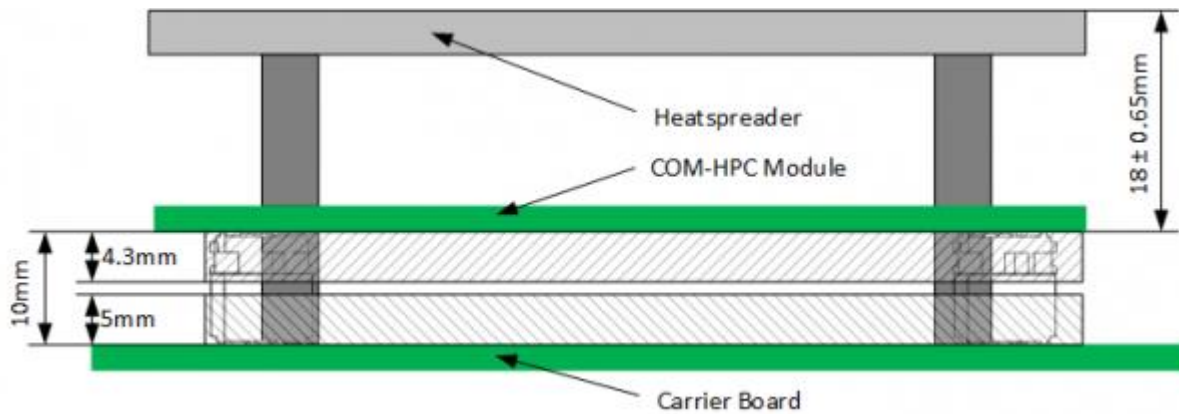 18 ± 0.65mm
Heatspreader
COM-HPC Module
4.3mm
10mm
5mm
Carrier Board